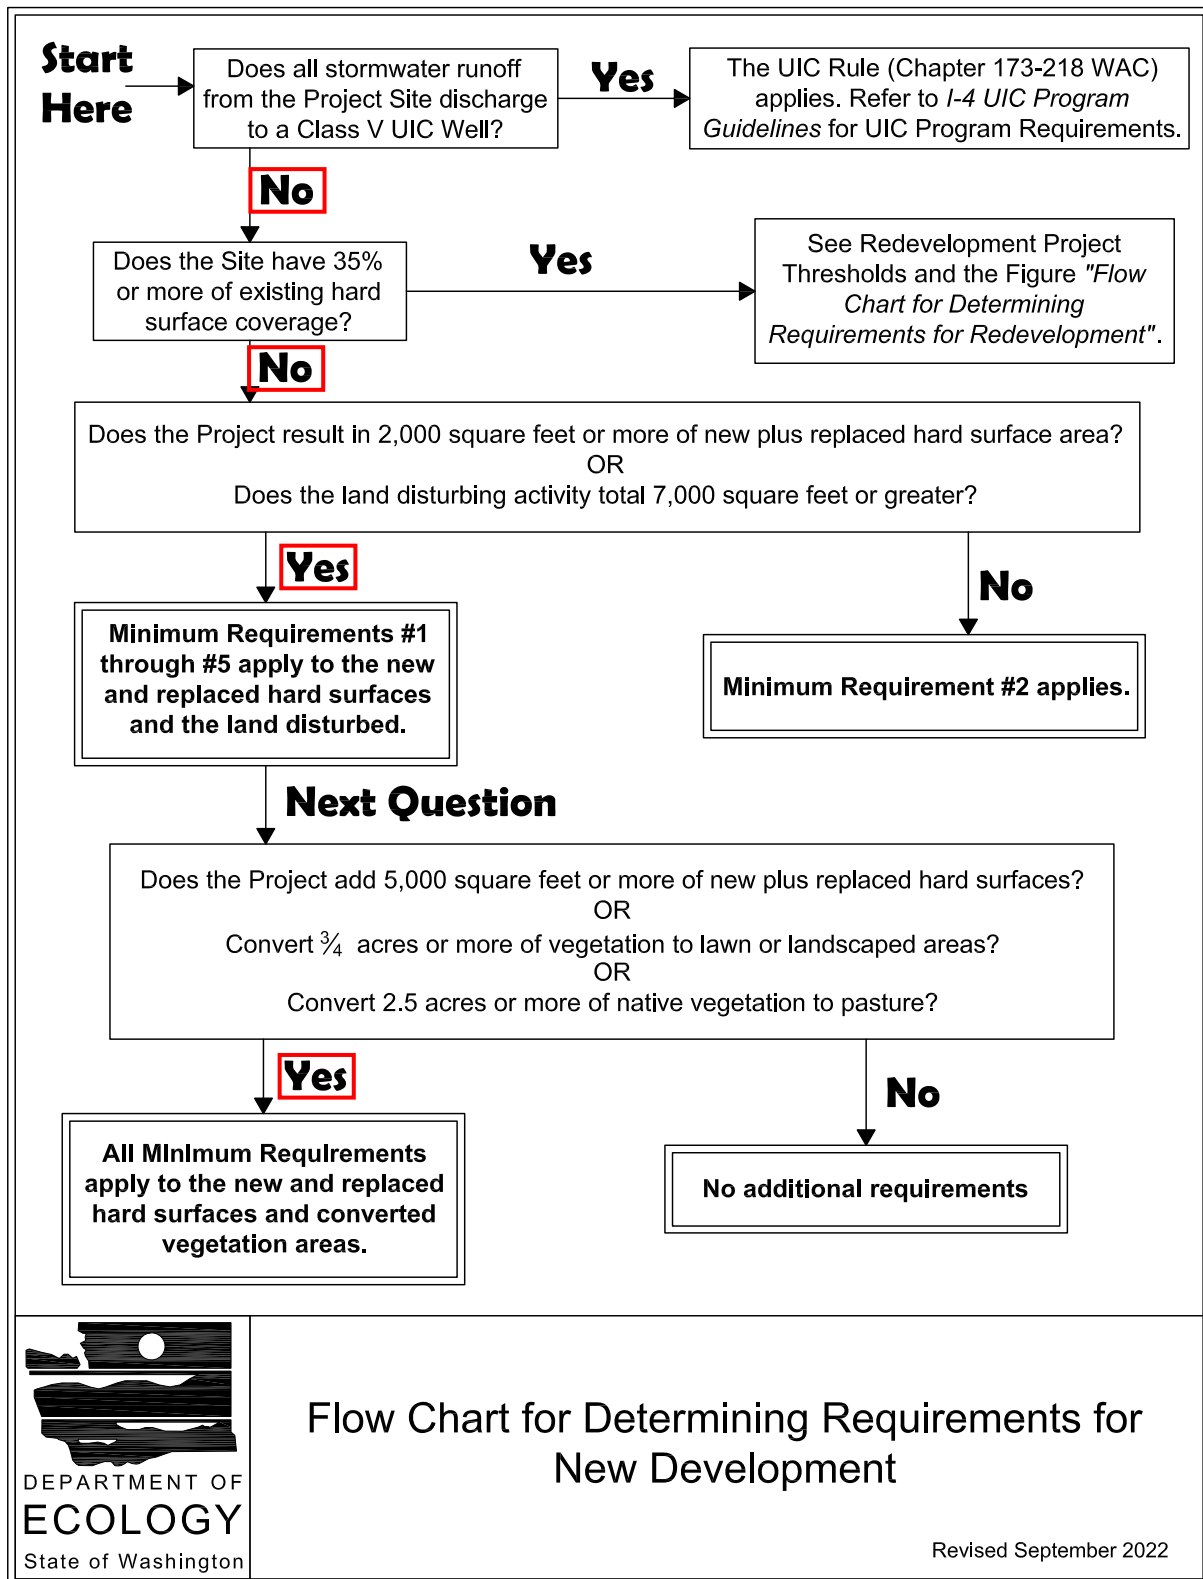 Start
Here
Does all stormwater runoff
from the Project Site discharge
to a Class V UIC Well?
Yes
The UIC Rule (Chapter 173-218 WAC)
applies. Refer to I-4 UIC Program
Guidelines for UIC Program Requirements.
No
Does the Site have 35%
or more of existing hard
surface coverage?
Yes
See Redevelopment Project
Thresholds and the Figure "Flow
Chart for Determining
Requirements for Redevelopment".
No
Does the Project result in 2,000 square feet or more of new plus replaced hard surface area?
OR
Does the land disturbing activity total 7,000 square feet or greater?
Yes
No
Minimum Requirements #1
through #5 apply to the new
and replaced hard surfaces
and the land disturbed.
Minimum Requirement #2 applies.
Next Question
Does the Project add 5,000 square feet or more of new plus replaced hard surfaces?
OR
Convert ¾ acres or more of vegetation to lawn or landscaped areas?
OR
Convert 2.5 acres or more of native vegetation to pasture?
Yes
No
All MInImum RequIrements
apply to the new and replaced
hard surfaces and converted
vegetation areas.
No additional requirements
DEPARTMENT OF
ECOLOGY
State of Washington
Flow Chart for Determining Requirements for
New Development
Revised September 2022